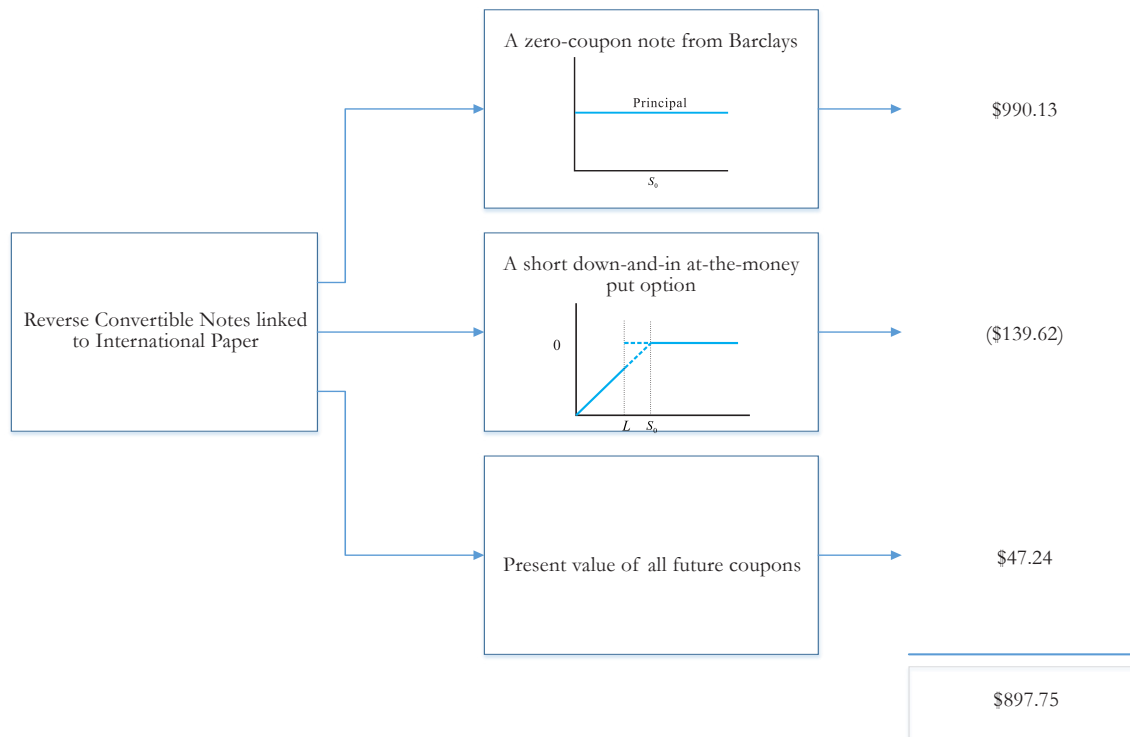 A zero-coupon note from Barclays
Principal
S₀
$990.13
Reverse Convertible Notes linked
to International Paper
A short down-and-in at-the-money
put option
0
L S₀
($139.62)
Present value of all future coupons
$47.24
$897.75